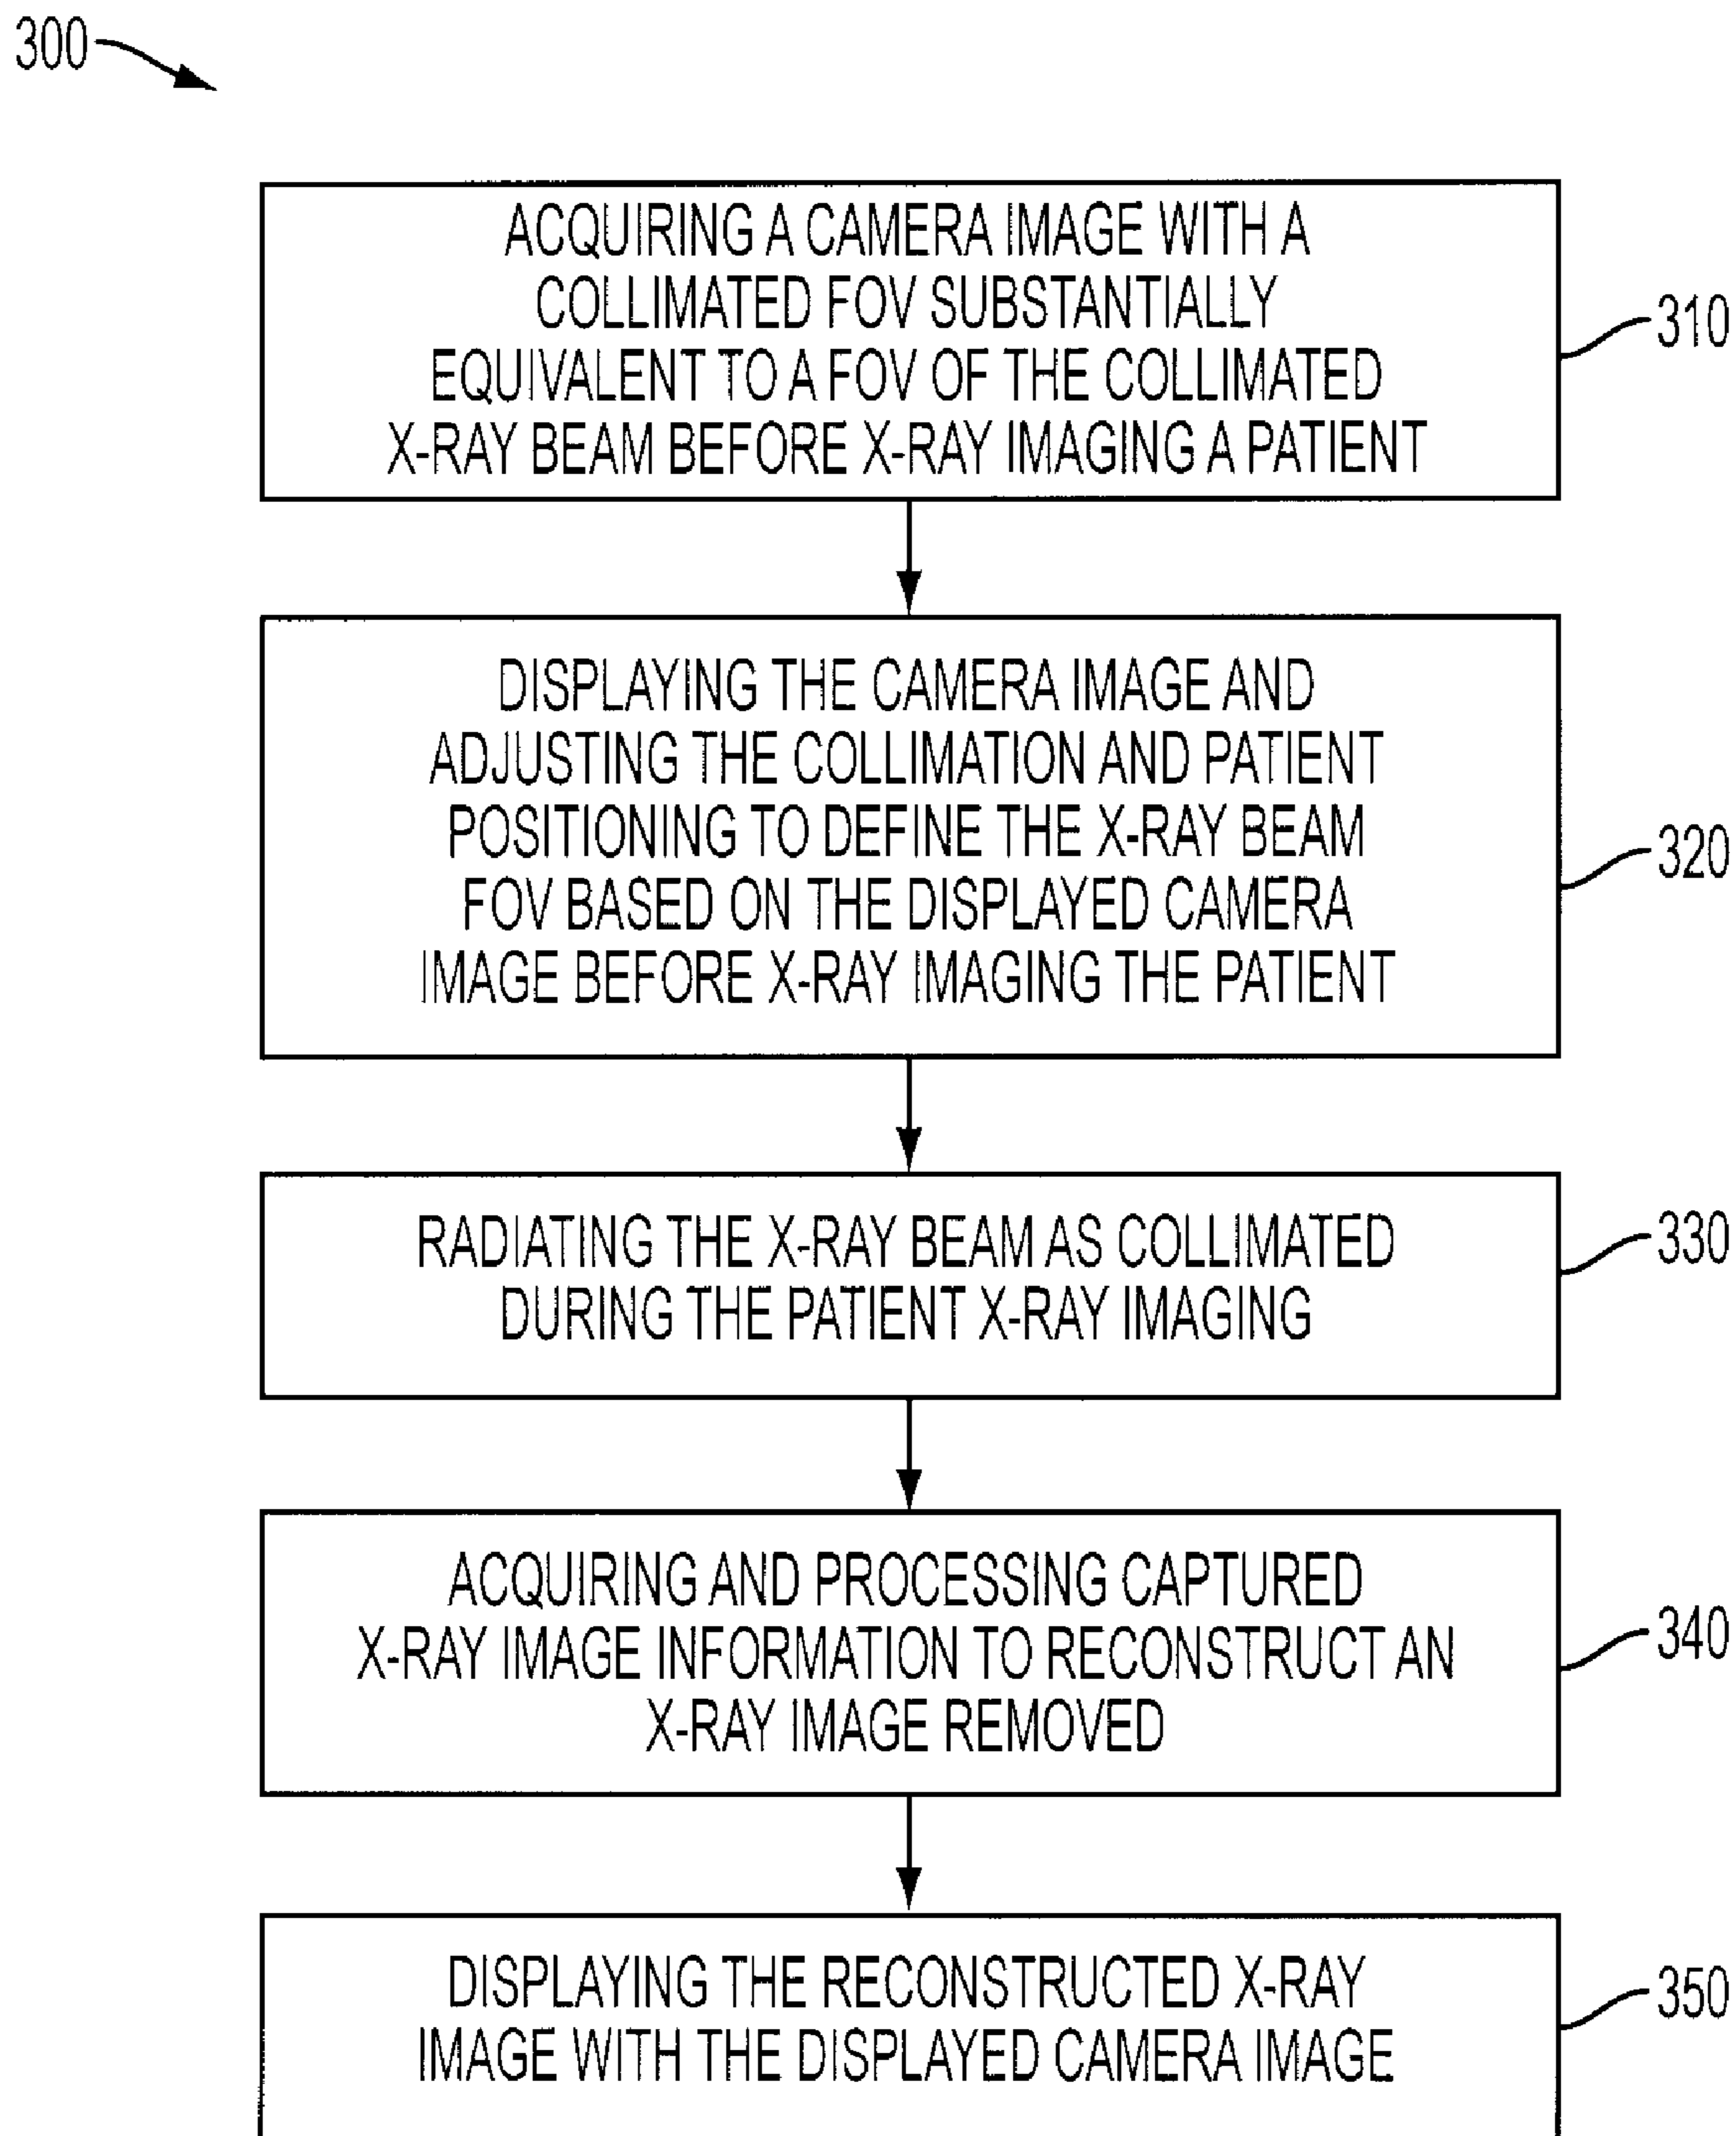 300
ACQUIRING A CAMERA IMAGE WITH A
COLLIMATED FOV SUBSTANTIALLY
EQUIVALENT TO A FOV OF THE COLLIMATED
X-RAY BEAM BEFORE X-RAY IMAGING A PATIENT
310
DISPLAYING THE CAMERA IMAGE AND
ADJUSTING THE COLLIMATION AND PATIENT
POSITIONING TO DEFINE THE X-RAY BEAM
FOV BASED ON THE DISPLAYED CAMERA
IMAGE BEFORE X-RAY IMAGING THE PATIENT
320
RADIATING THE X-RAY BEAM AS COLLIMATED
DURING THE PATIENT X-RAY IMAGING
330
ACQUIRING AND PROCESSING CAPTURED
X-RAY IMAGE INFORMATION TO RECONSTRUCT AN
X-RAY IMAGE REMOVED
340
DISPLAYING THE RECONSTRUCTED X-RAY
IMAGE WITH THE DISPLAYED CAMERA IMAGE
350